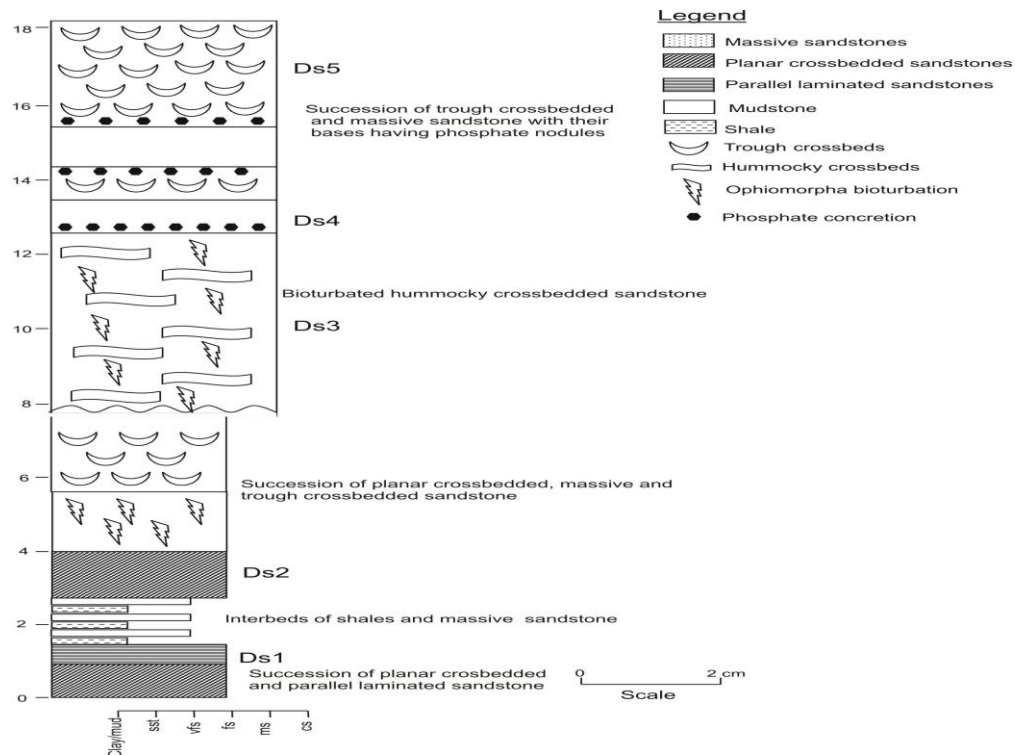 18
Ds5
Succession of trough crossbedded
and massive sandstone with their
bases having phosphate nodules
16
14
Ds4
12
Bioturbated hummocky crossbedded sandstone
10
Ds3
8
6
Succession of planar crossbedded, massive and
trough crossbedded sandstone
4
Ds2
Interbeds of shales and massive sandstone
2
Ds1
Succession of planar crosbedded
and parallel laminated sandstone
0
Clay/mud
sst
vfs
fs
ms
cs
0 2 cm
Scale
Legend
Massive sandstones
Planar crossbedded sandstones
Parallel laminated sandstones
Mudstone
Shale
Trough crossbeds
Hummocky crossbeds
Ophiomorpha bioturbation
Phosphate concretion